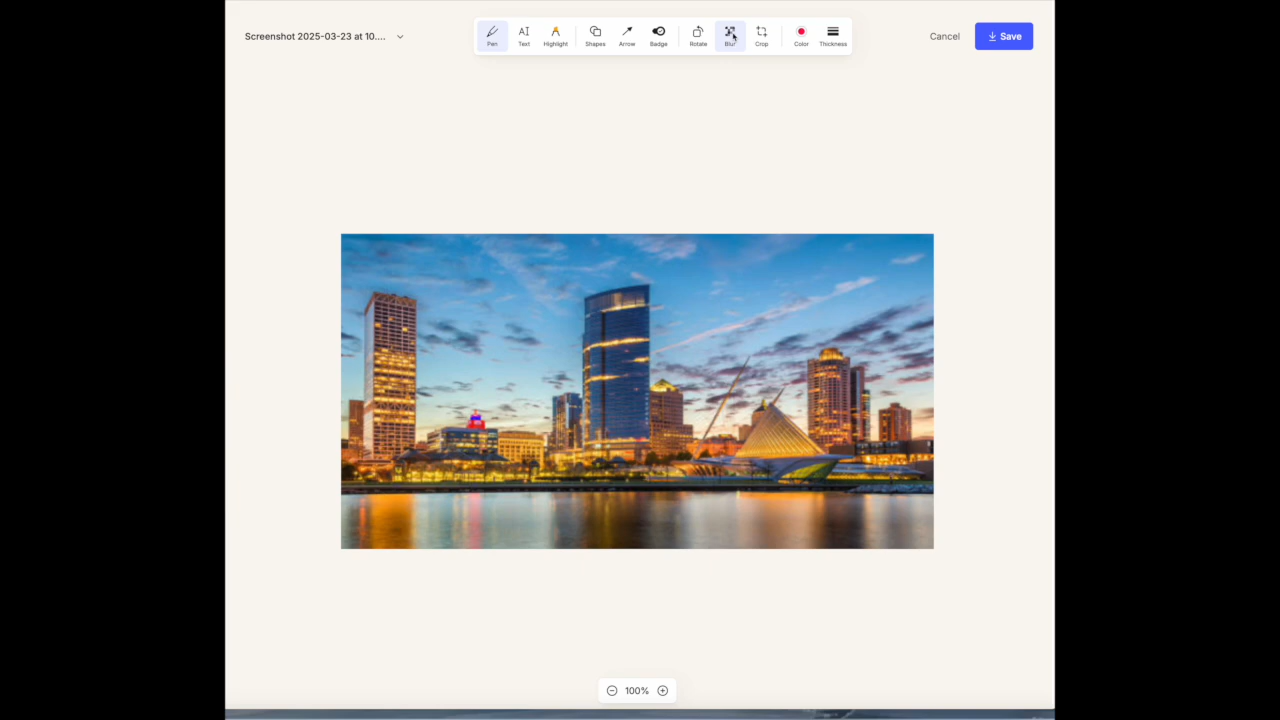 Screenshot 2025-03-23 at 10....
Pen
Text
Highlight
Shapes
Arrow
Badge
Rotate
Blur
Crop
Color
Thickness
Cancel
Save
100%